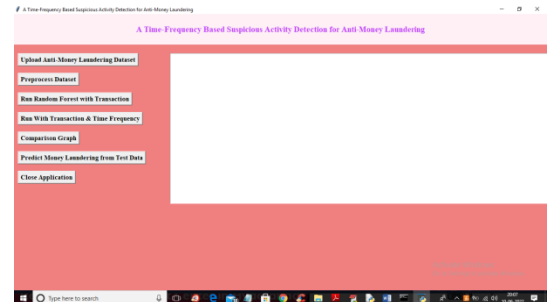 A Time-Frequency Based Suspicious Activity Detection for Anti-Money Laundering
A Time-Frequency Based Suspicious Activity Detection for Anti-Money Laundering
Upload Anti-Money Laundering Dataset
Preprocess Dataset
Run Random Forest with Transaction
Run With Transaction & Time Frequency
Comparison Graph
Predict Money Laundering from Test Data
Close Application
Type here to search
20:07